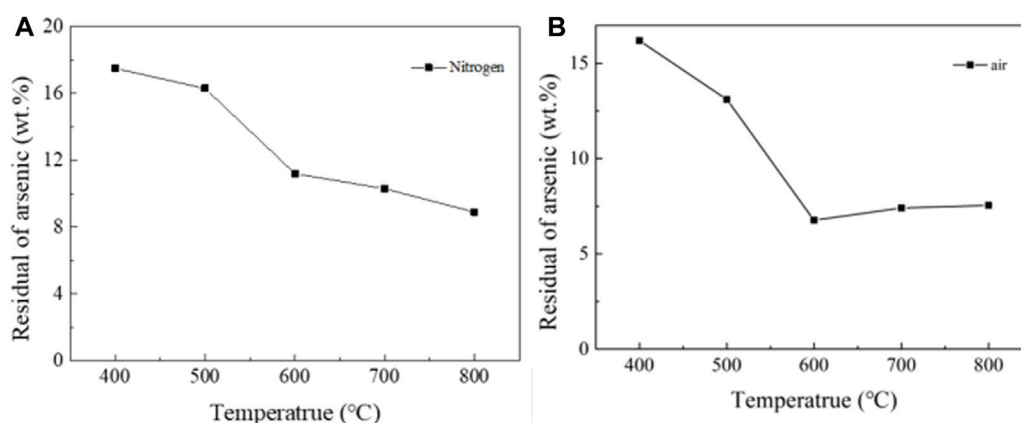 A
20
16
12
8
4
0
Residual of arsenic (wt.%)
Nitrogen
400 500 600 700 800
Temperatrue (℃)
B
15
10
5
0
Residual of arsenic (wt.%)
air
400 500 600 700 800
Temperatrue (℃)